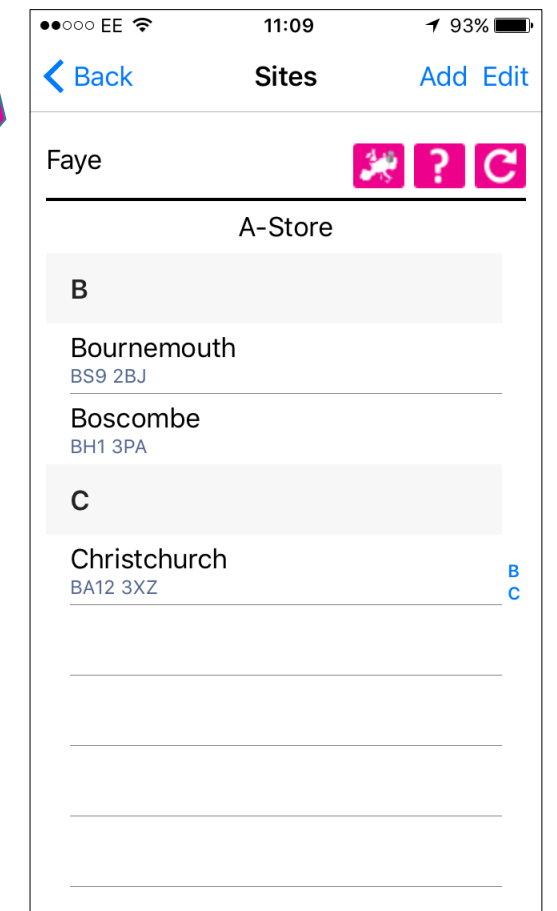 EE 11:09 93%
Back Sites Add Edit
Faye ?
A-Store
B
Bournemouth
BS9 2BJ
Boscombe
BH1 3PA
C
Christchurch
BA12 3XZ
B
C